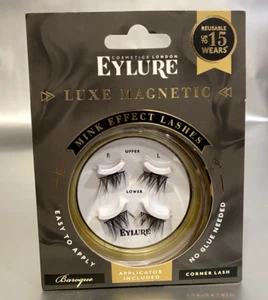 REUSABLE
UP TO 15
WEARS*
COSMETICS LONDON
EYLURE
LUXE MAGNETIC
MINK EFFECT LASHES
UPPER
R L
LOWER
EYLURE
EASY TO APPLY
NO GLUE NEEDED
Baroque
APPLICATOR
INCLUDED
CORNER LASH